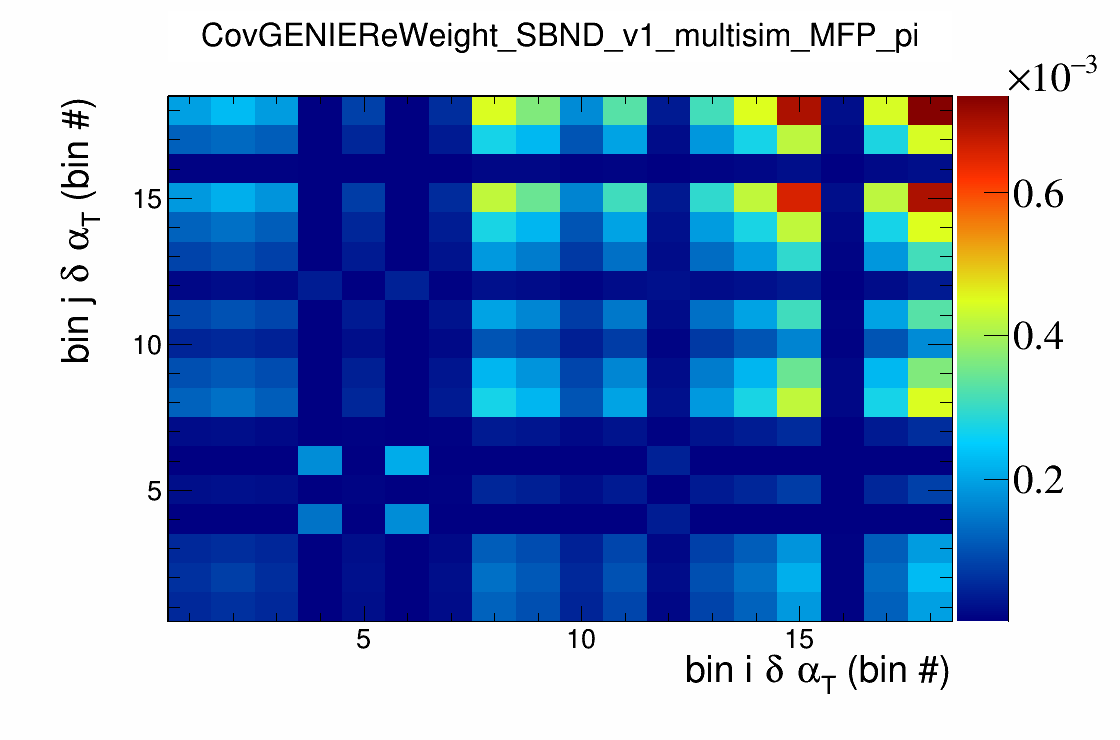 CovGENIEReWeight_SBND_v1_multisim_MFP_pi
×10⁻³
bin j δ α_T (bin #)
15
10
5
0.6
0.4
0.2
5 10 15
bin i δ α_T (bin #)